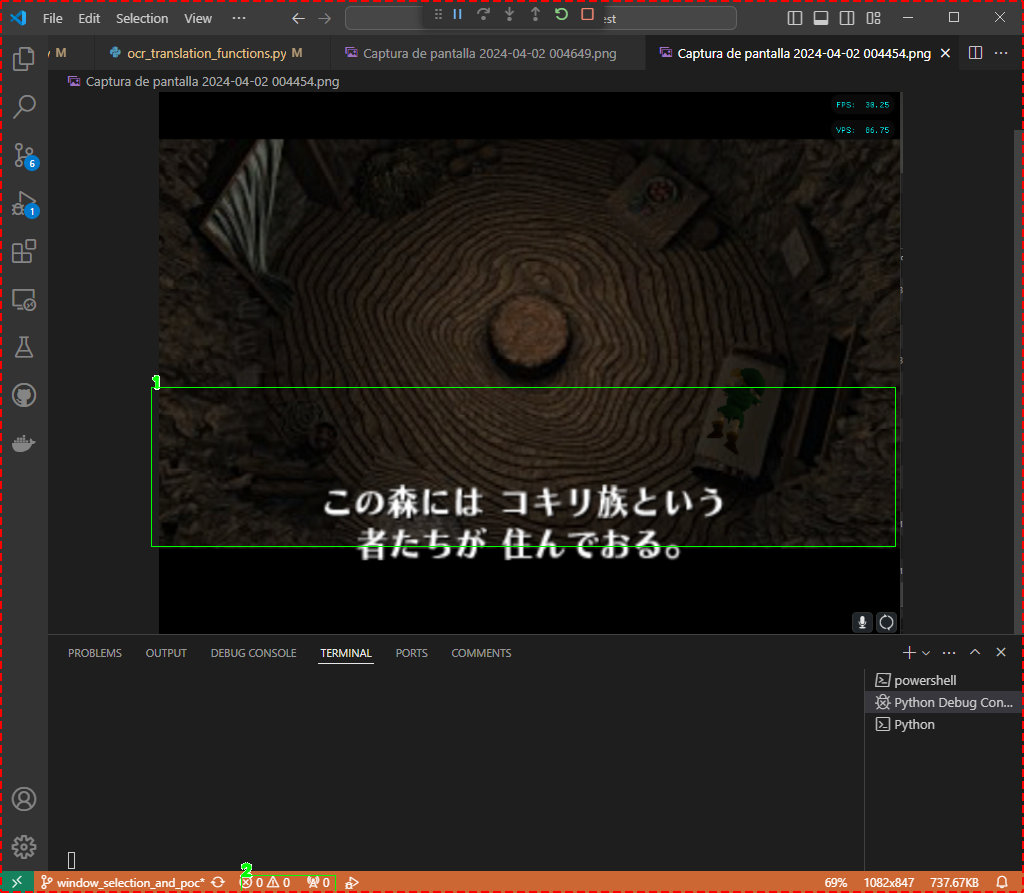 File Edit Selection View ··· est
M ocr_translation_functions.py M Captura de pantalla 2024-04-02 004649.png Captura de pantalla 2024-04-02 004454.png
Captura de pantalla 2024-04-02 004454.png
FPS: 30.25
VPS: 86.75
6
1
1
この森には コキリ族という
者たちが 住んでおる。
PROBLEMS OUTPUT DEBUG CONSOLE TERMINAL PORTS COMMENTS
powershell
Python Debug Con...
Python
2
window_selection_and_poc* 0 0 0 69% 1082x847 737.67KB